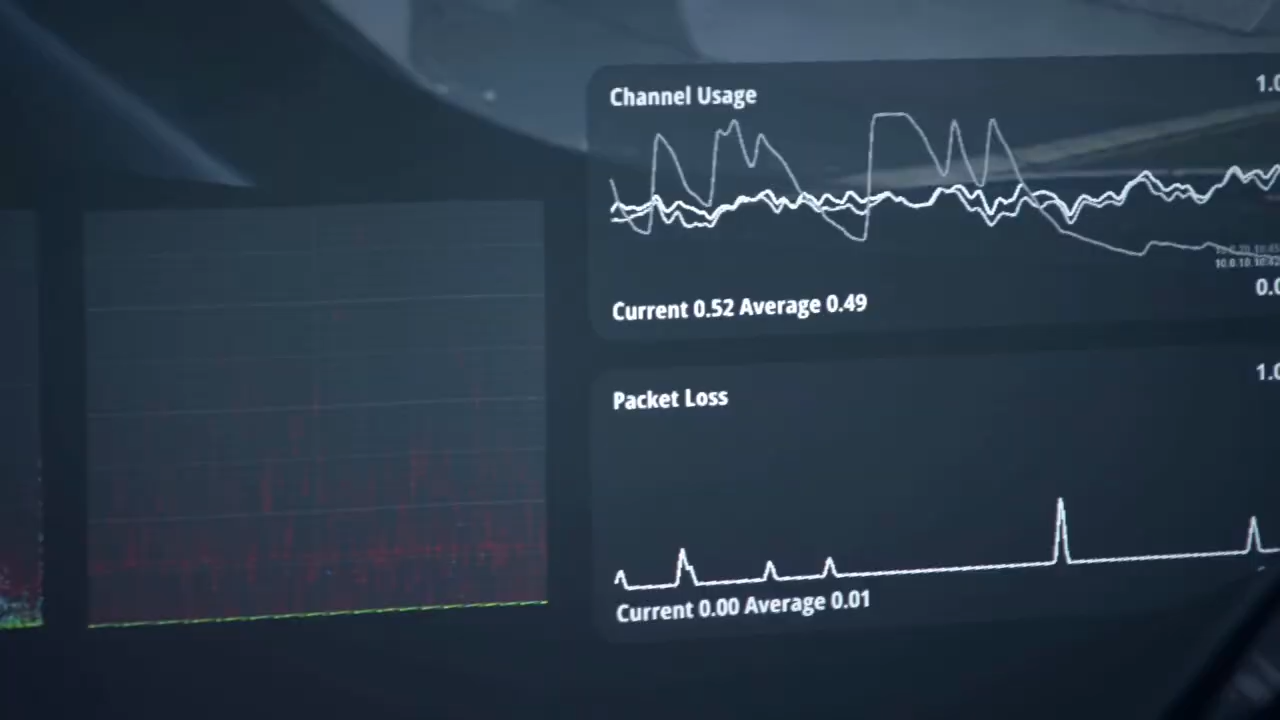 Channel Usage
1.0
Current 0.52 Average 0.49
0.0
Packet Loss
1.0
Current 0.00 Average 0.01